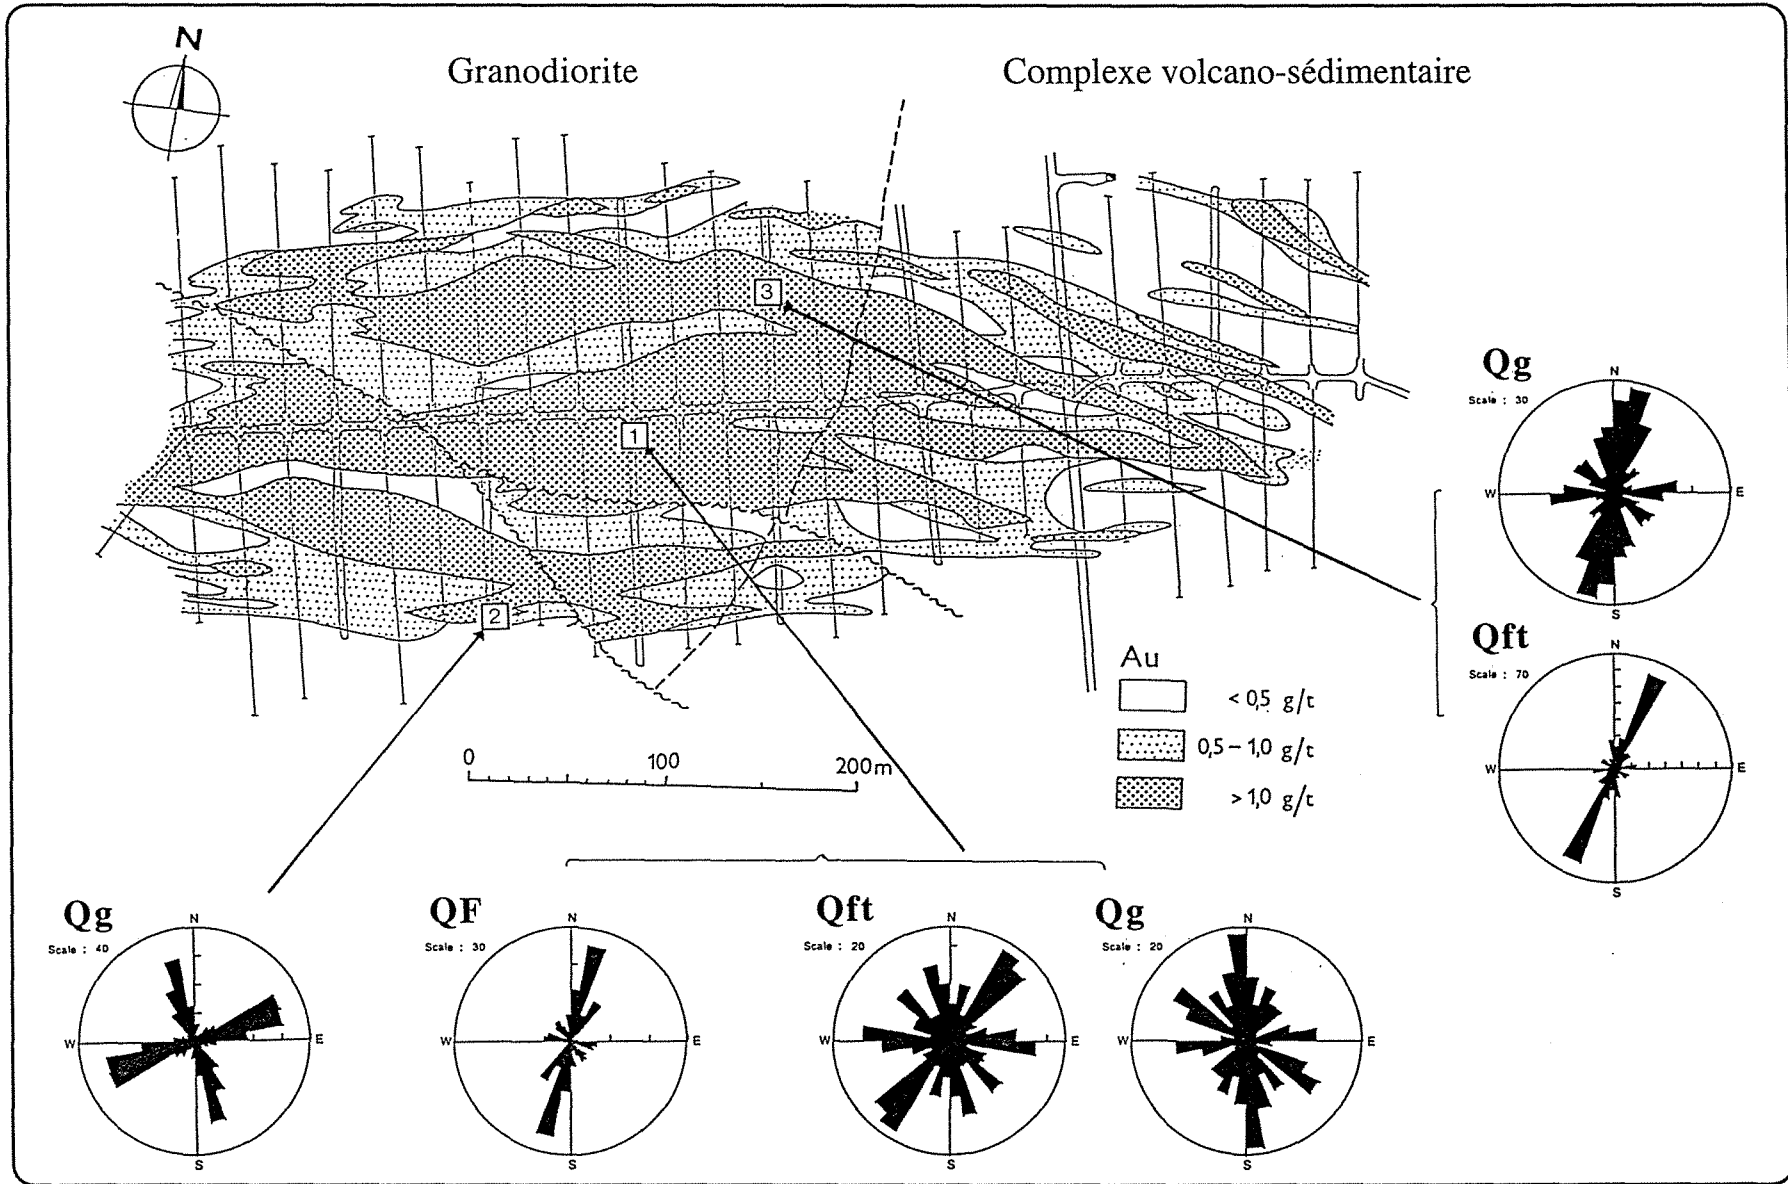 N
Granodiorite
Complexe volcano-sédimentaire
3
1
2
Au
< 0,5 g/t
0,5 – 1,0 g/t
> 1,0 g/t
0 100 200m
Qg
Scale : 30
N
W E
S
Qft
Scale : 70
N
W E
S
Qg
Scale : 40
N
W E
S
QF
Scale : 30
N
W E
S
Qft
Scale : 20
N
W E
S
Qg
Scale : 20
N
W E
S